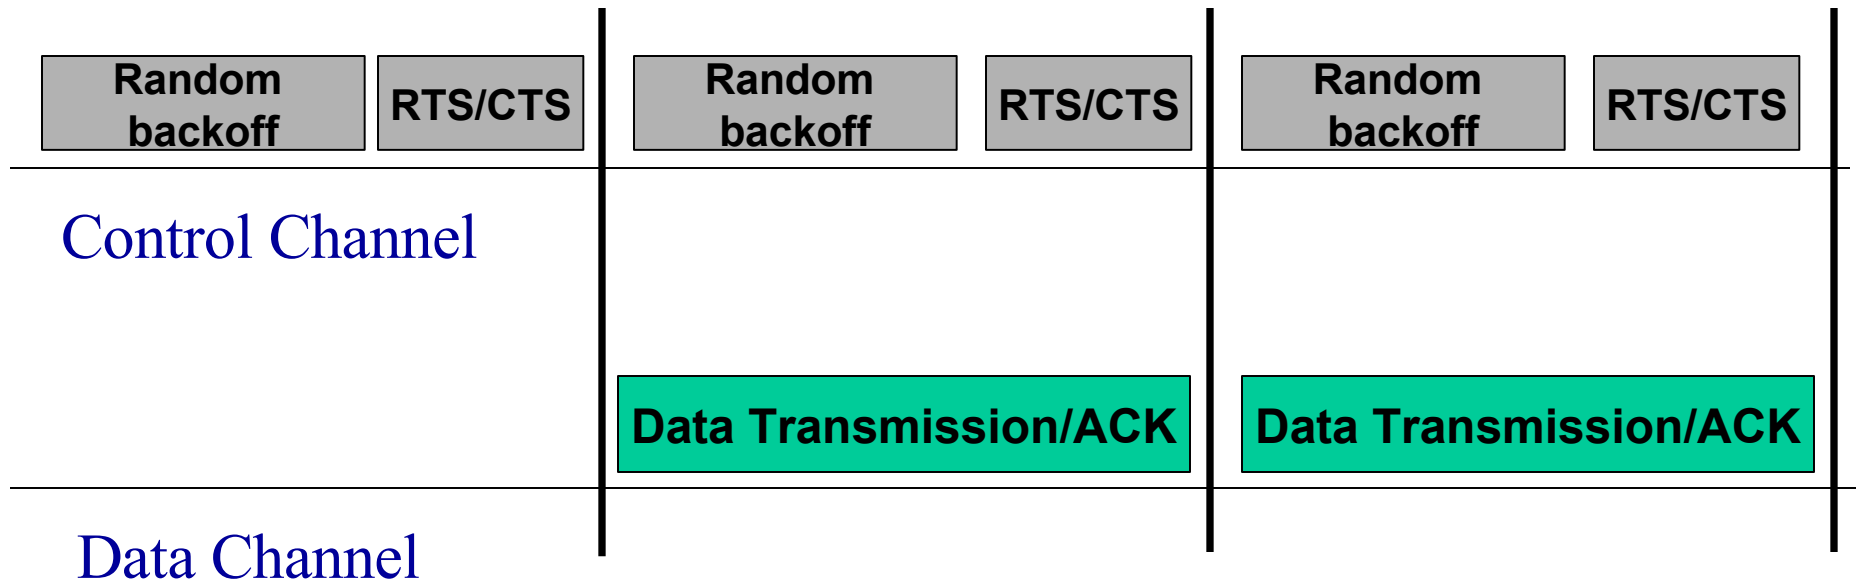 Random
backoff
RTS/CTS
Random
backoff
RTS/CTS
Random
backoff
RTS/CTS
Control Channel
Data Transmission/ACK
Data Transmission/ACK
Data Channel